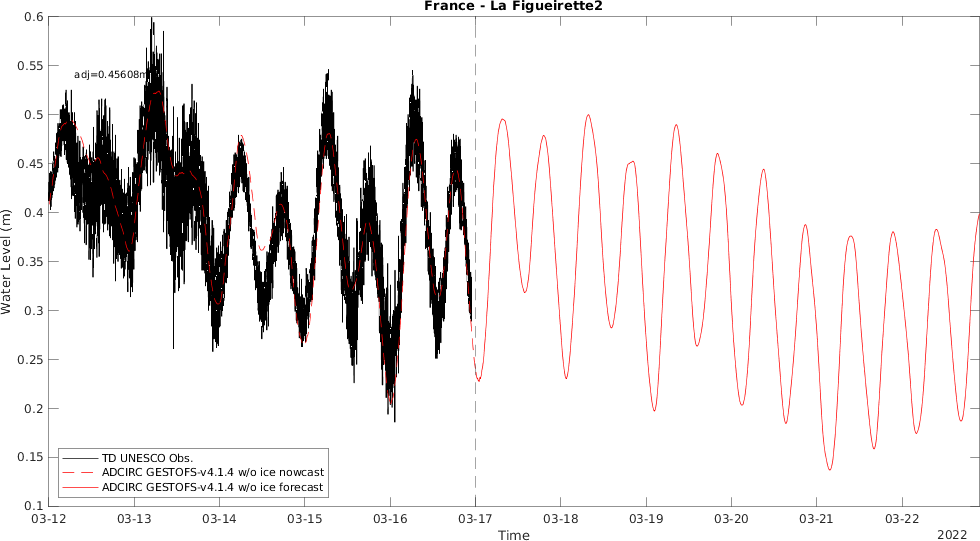 France - La Figueirette2
0.6
0.55
adj=0.45608m
0.5
0.45
0.4
Water Level (m)
0.35
0.3
0.25
0.2
TD UNESCO Obs.
0.15
ADCIRC GESTOFS-v4.1.4 w/o ice nowcast
ADCIRC GESTOFS-v4.1.4 w/o ice forecast
0.1
03-12 03-13 03-14 03-15 03-16 03-17 03-18 03-19 03-20 03-21 03-22
Time
2022